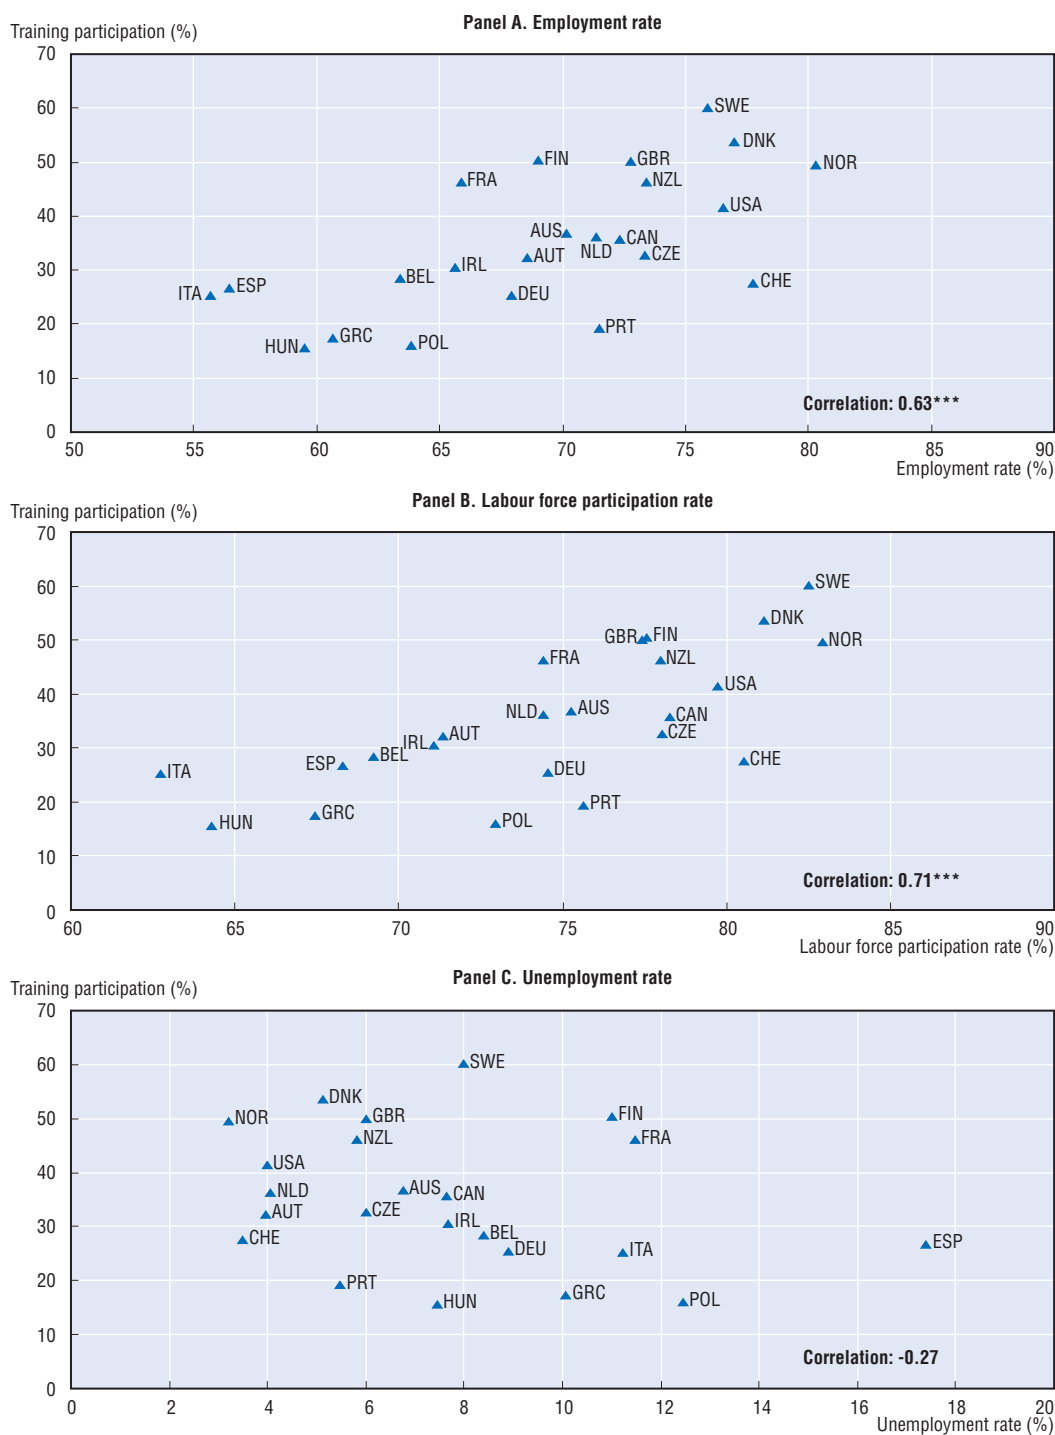 Panel A. Employment rate
Training participation (%)
70
60
SWE
DNK
50
FIN
GBR
NOR
FRA
NZL
USA
40
AUS
NLD
CAN
CZE
AUT
30
IRL
BEL
CHE
ITA
ESP
DEU
20
PRT
HUN
GRC
POL
10
Correlation: 0.63***
0
50 55 60 65 70 75 80 85 90
Employment rate (%)
Panel B. Labour force participation rate
Training participation (%)
70
60
SWE
DNK
50
GBR
FIN
NOR
FRA
NZL
USA
40
NLD
AUS
CAN
CZE
IRL
AUT
30
ESP
BEL
CHE
ITA
DEU
20
PRT
HUN
GRC
POL
10
Correlation: 0.71***
0
60 65 70 75 80 85 90
Labour force participation rate (%)
Panel C. Unemployment rate
Training participation (%)
70
60
SWE
DNK
50
NOR
GBR
FIN
NZL
FRA
USA
40
NLD
AUS
CAN
AUT
CZE
IRL
30
CHE
BEL
DEU
ITA
ESP
20
PRT
HUN
GRC
POL
10
Correlation: -0.27
0
0 2 4 6 8 10 12 14 16 18 20
Unemployment rate (%)